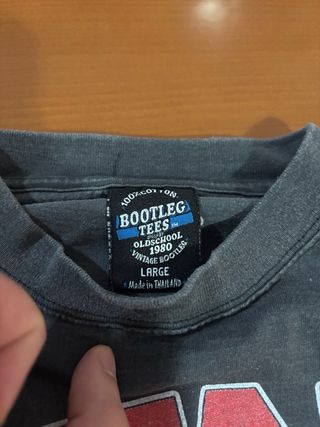 100% COTTON
BOOTLEG
TEES
OLDSCHOOL
1980
VINTAGE BOOTLEG
LARGE
Made in THAILAND